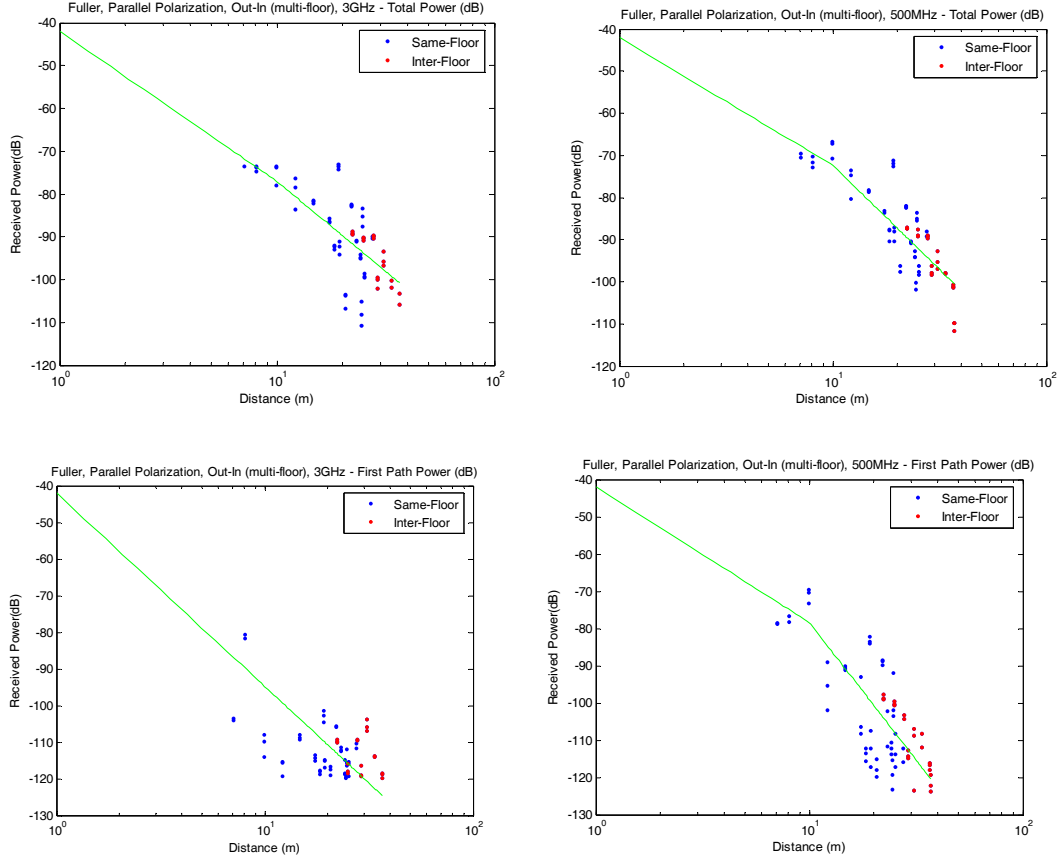 Fuller, Parallel Polarization, Out-In (multi-floor), 3GHz - Total Power (dB)
-40
-50
-60
-70
-80
-90
-100
-110
-120
Received Power(dB)
10^0
10^1
10^2
Distance (m)
Same-Floor
Inter-Floor
Fuller, Parallel Polarization, Out-In (multi-floor), 500MHz - Total Power (dB)
-40
-50
-60
-70
-80
-90
-100
-110
-120
Received Power(dB)
10^0
10^1
10^2
Distance (m)
Same-Floor
Inter-Floor
Fuller, Parallel Polarization, Out-In (multi-floor), 3GHz - First Path Power (dB)
-40
-50
-60
-70
-80
-90
-100
-110
-120
-130
Received Power(dB)
10^0
10^1
10^2
Distance (m)
Same-Floor
Inter-Floor
Fuller, Parallel Polarization, Out-In (multi-floor), 500MHz - First Path Power (dB)
-40
-50
-60
-70
-80
-90
-100
-110
-120
-130
Received Power(dB)
10^0
10^1
10^2
Distance (m)
Same-Floor
Inter-Floor